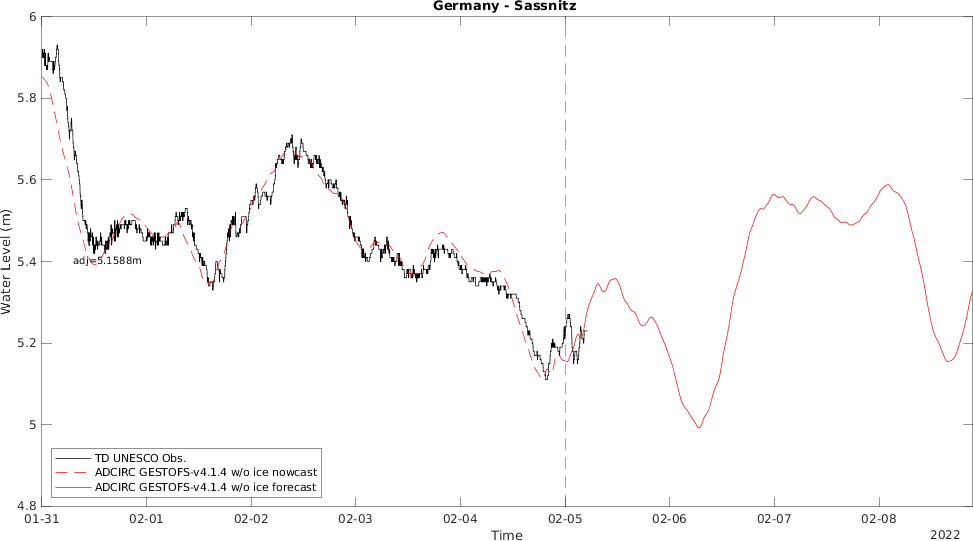 Germany - Sassnitz
6
5.8
5.6
5.4
5.2
5
4.8
Water Level (m)
adj=5.1588m
TD UNESCO Obs.
ADCIRC GESTOFS-v4.1.4 w/o ice nowcast
ADCIRC GESTOFS-v4.1.4 w/o ice forecast
01-31 02-01 02-02 02-03 02-04 02-05 02-06 02-07 02-08
Time
2022